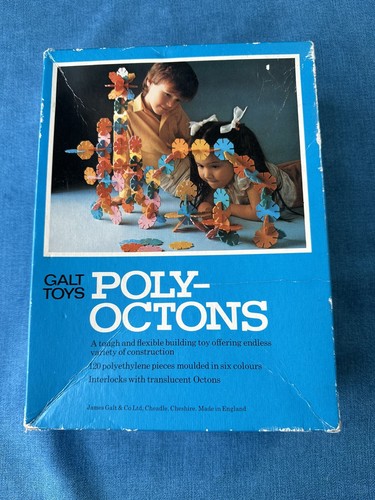 GALT
TOYS
POLY-
OCTONS
A tough and flexible building toy offering endless
variety of construction
120 polyethylene pieces moulded in six colours
Interlocks with translucent Octons
James Galt & Co Ltd, Cheadle, Cheshire. Made in England